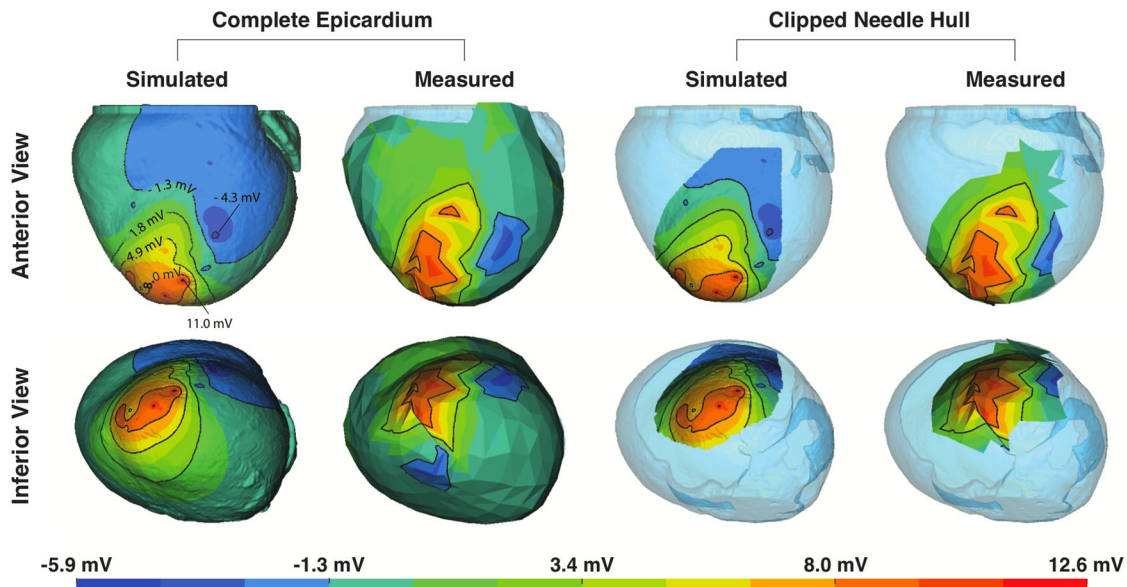 Complete Epicardium
Clipped Needle Hull
Simulated
Measured
Simulated
Measured
Anterior View
- 1.3 mV
- 4.3 mV
1.8 mV
4.9 mV
8.0 mV
11.0 mV
Inferior View
-5.9 mV
-1.3 mV
3.4 mV
8.0 mV
12.6 mV